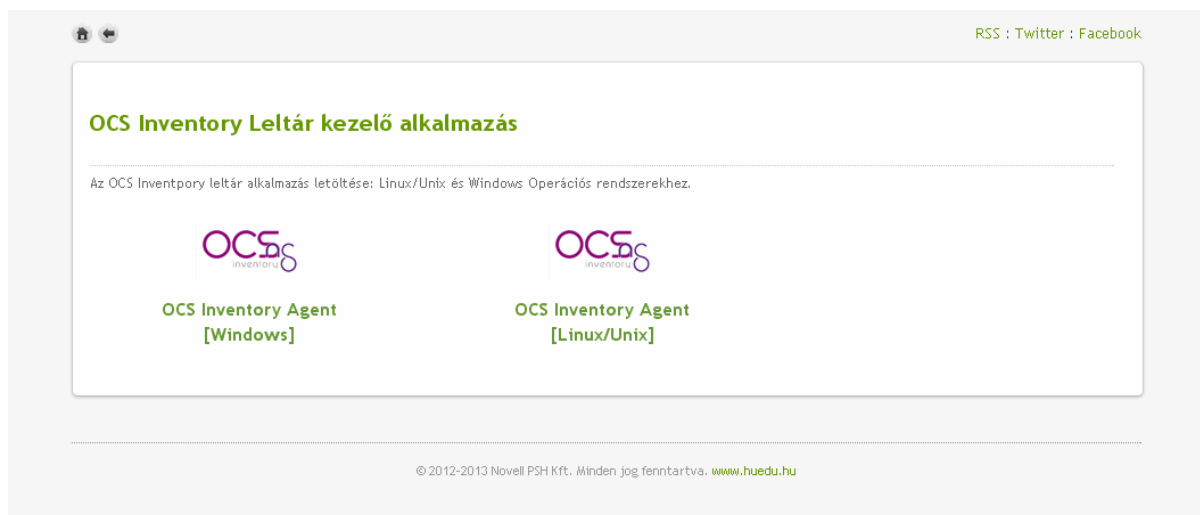 RSS : Twitter : Facebook
OCS Inventory Leltár kezelő alkalmazás
Az OCS Inventpory leltár alkalmazás letöltése: Linux/Unix és Windows Operációs rendszerekhez.
OCSng inventory
OCSng inventory
OCS Inventory Agent
[Windows]
OCS Inventory Agent
[Linux/Unix]
© 2012-2013 Novell PSH Kft. Minden jog fenntartva. www.huedu.hu